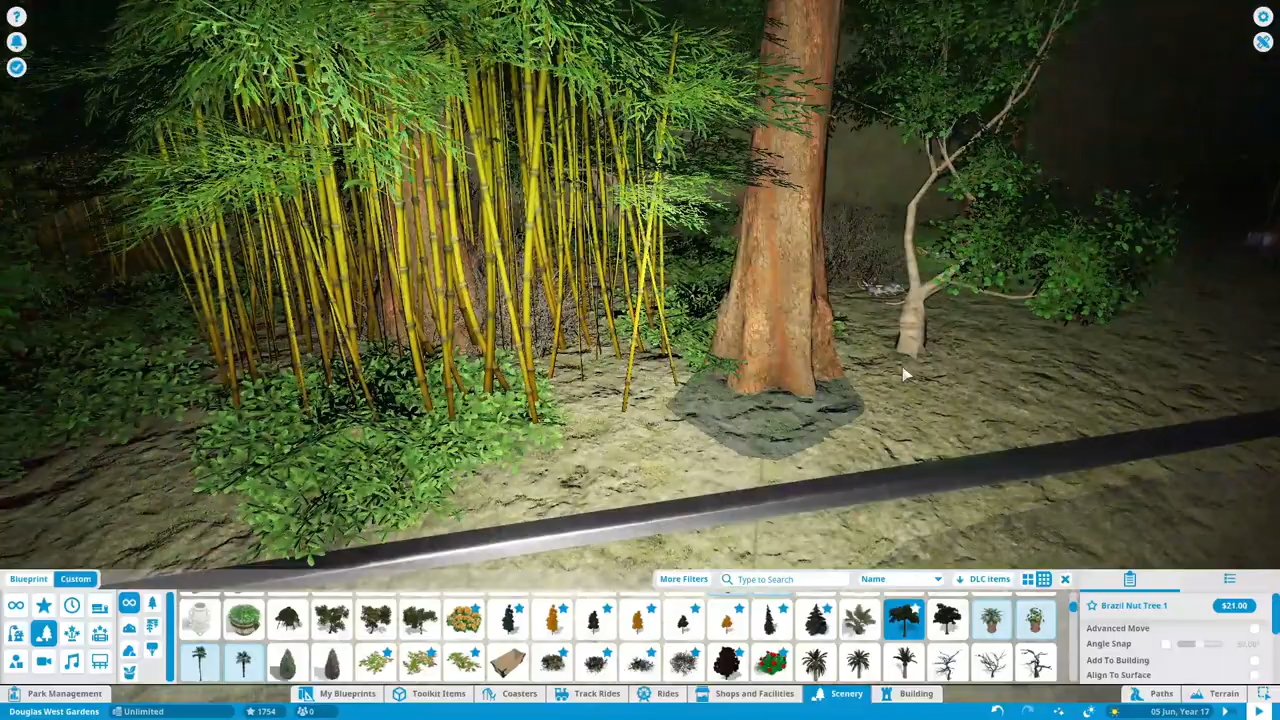 Blueprint Custom More Filters Type to Search Name DLC items
Brazil Nut Tree 1 $21.00
Advanced Move
Angle Snap
Add To Building
Align To Surface
Park Management My Blueprints Toolkit Items Coasters Track Rides Rides Shops and Facilities Scenery Building Paths Terrain
Douglas West Gardens Unlimited 1754 0 05 Jun, Year 17